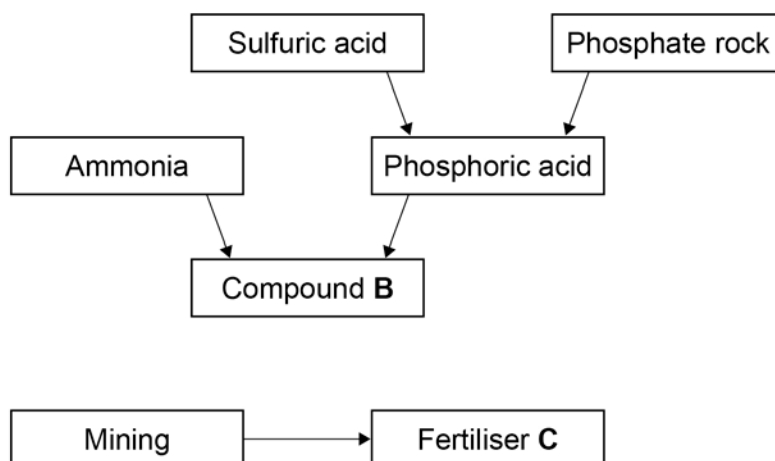 Sulfuric acid
Phosphate rock
Ammonia
Phosphoric acid
Compound B
Mining
Fertiliser C